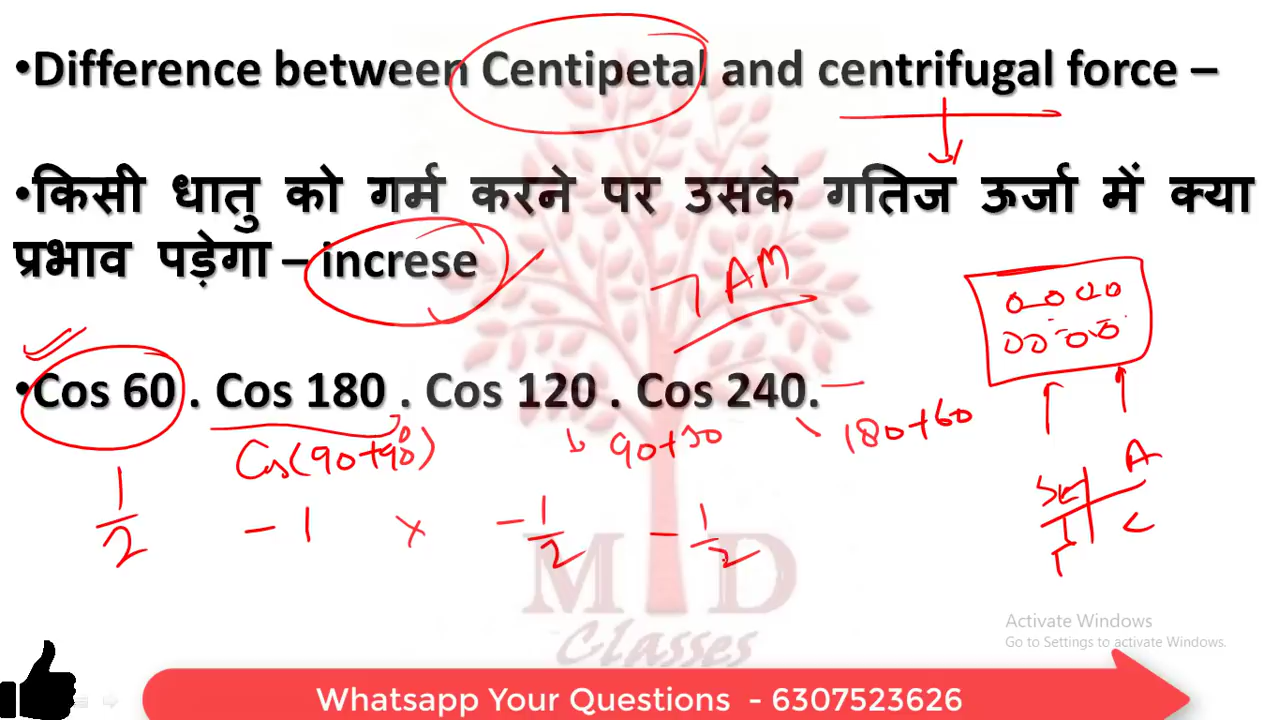 •Difference between Centipetal and centrifugal force –
•किसी धातु को गर्म करने पर उसके गतिज ऊर्जा में क्या
प्रभाव पड़ेगा – increse
7 AM
•Cos 60 . Cos 180 . Cos 120 . Cos 240.
Cos(90+90°) 90+30 180+60
1/2 -1 × -1/2 -1/2
A
C
T
MD
Classes
Activate Windows
Go to Settings to activate Windows.
Whatsapp Your Questions - 6307523626